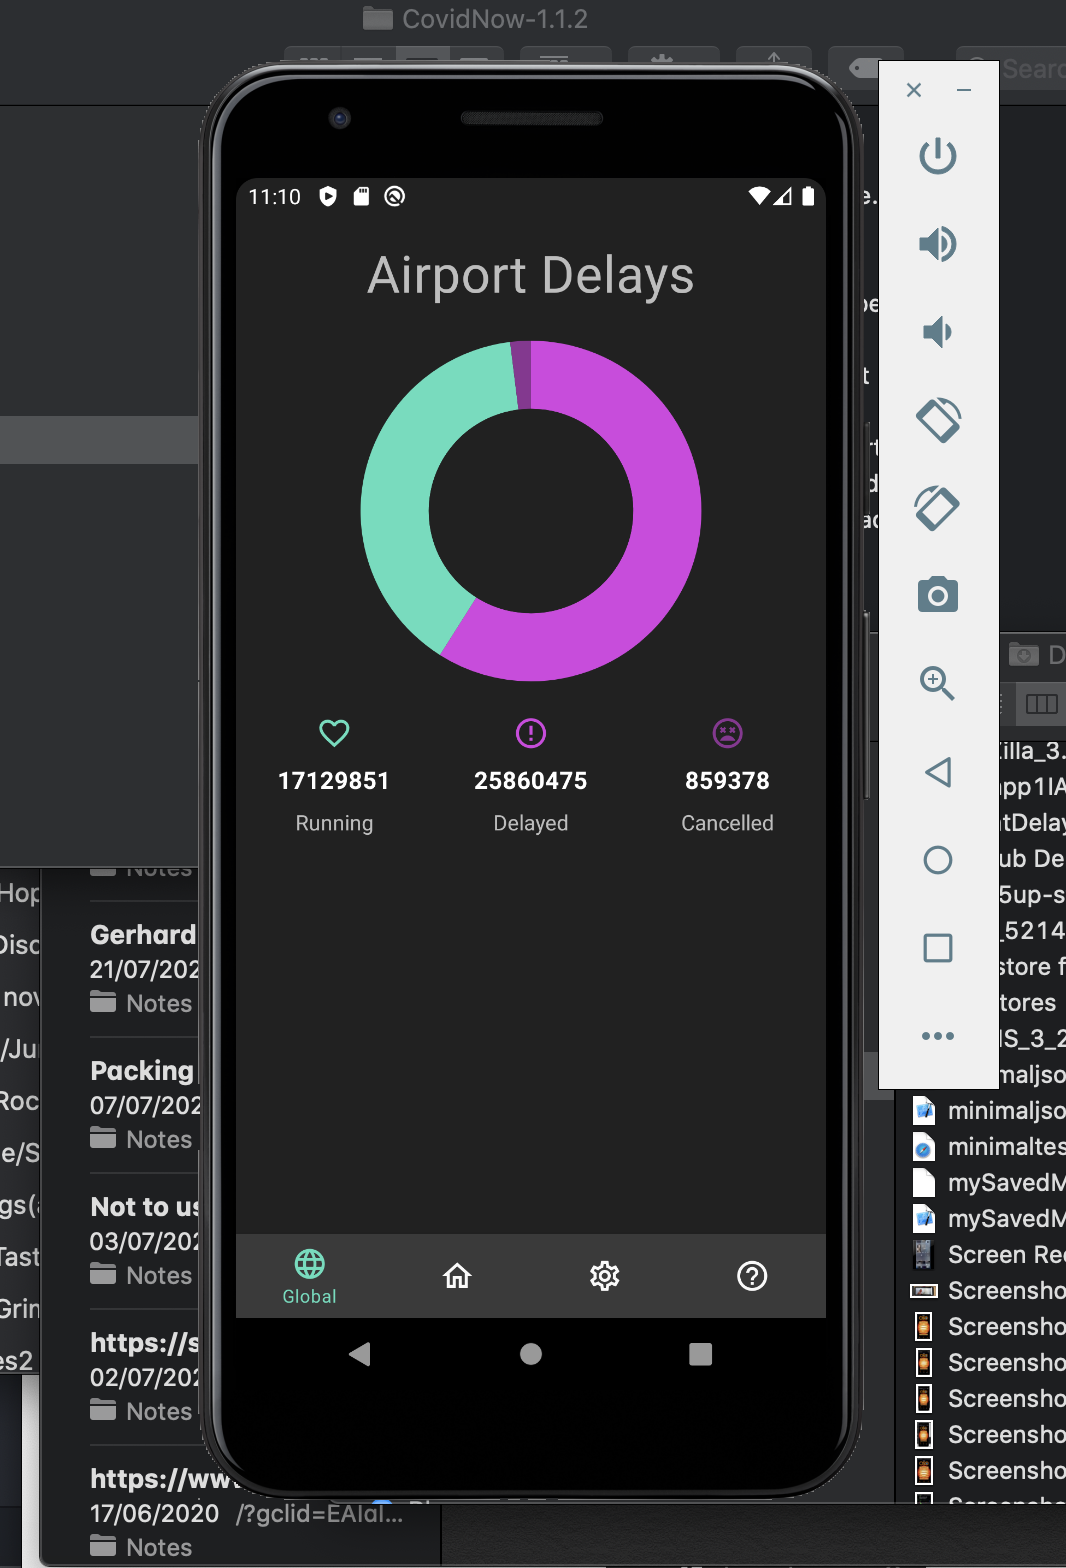 CovidNow-1.1.2
Searc
11:10
Airport Delays
17129851
25860475
859378
Running
Delayed
Cancelled
Global
Notes
Gerhard
21/07/202
Notes
Packing
07/07/202
Notes
Not to us
03/07/202
Notes
https://s
02/07/202
Notes
https://ww
17/06/2020 /?gclid=EAIaI...
Notes
Hop
Disc
nov
/Ju
Roc
e/S
gs(a
Tast
Grin
es2
e.
t
D
illa_3.
pp1IA
tDelay
ub De
5up-s
_5214
store f
tores
IS_3_2
maljso
minimaljso
minimaltes
mySavedM
mySavedM
Screen Rec
Screensho
Screensho
Screensho
Screensho
Screensho
Screensho